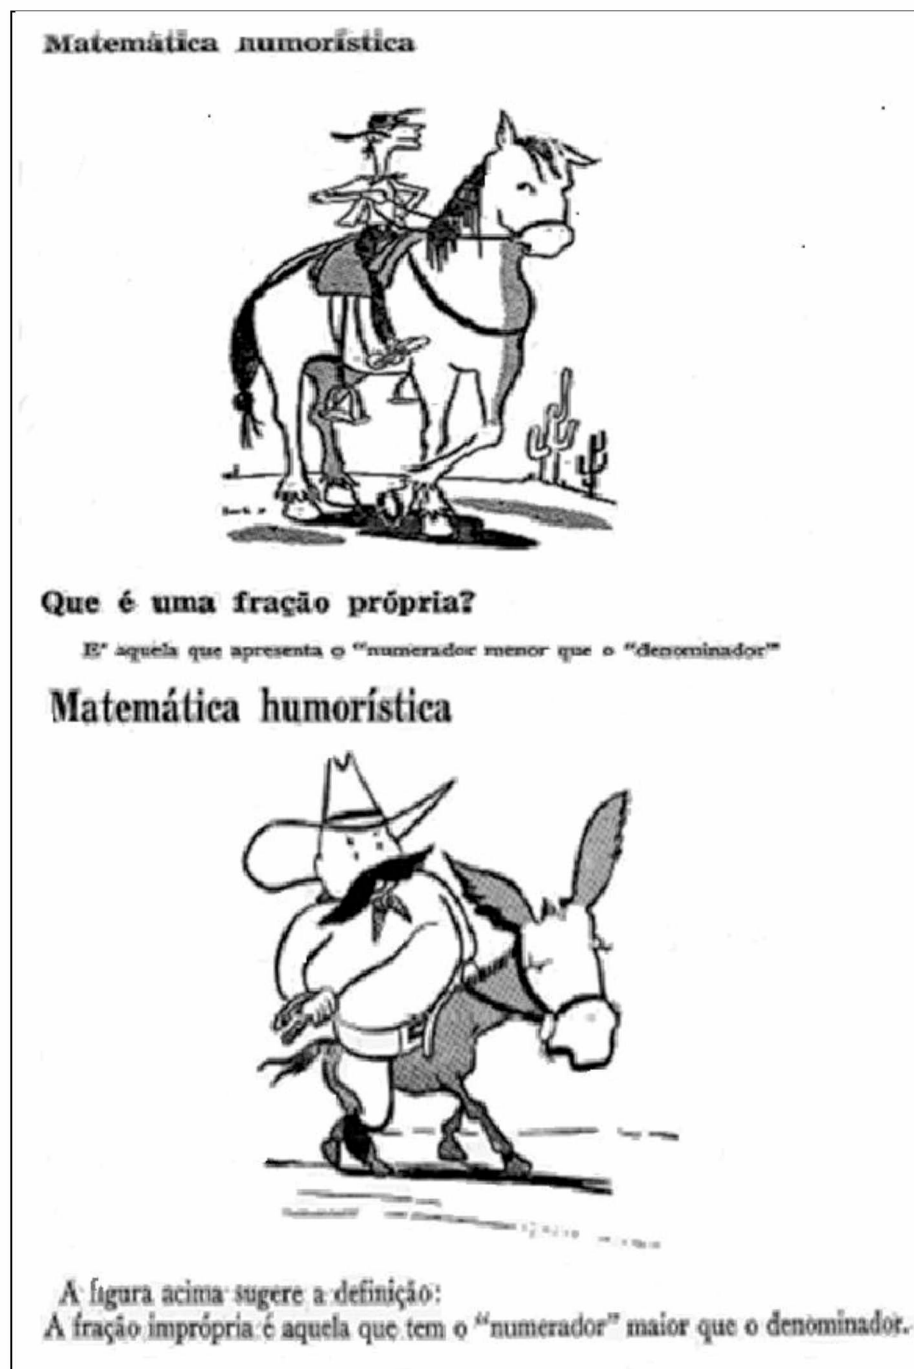 Matemática humorística
Que é uma fração própria?
E' aquela que apresenta o "numerador menor que o "denominador"
Matemática humorística
A figura acima sugere a definição:
A fração imprópria é aquela que tem o "numerador" maior que o denominador.